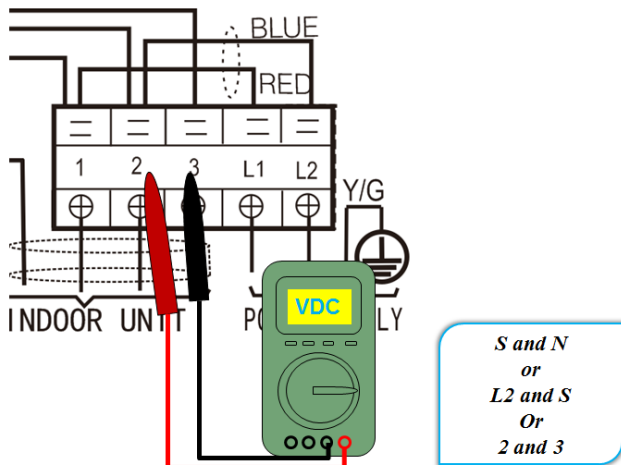 BLUE
RED
1 2 3 L1 L2
Y/G
VDC
INDOOR UNIT
S and N
or
L2 and S
Or
2 and 3